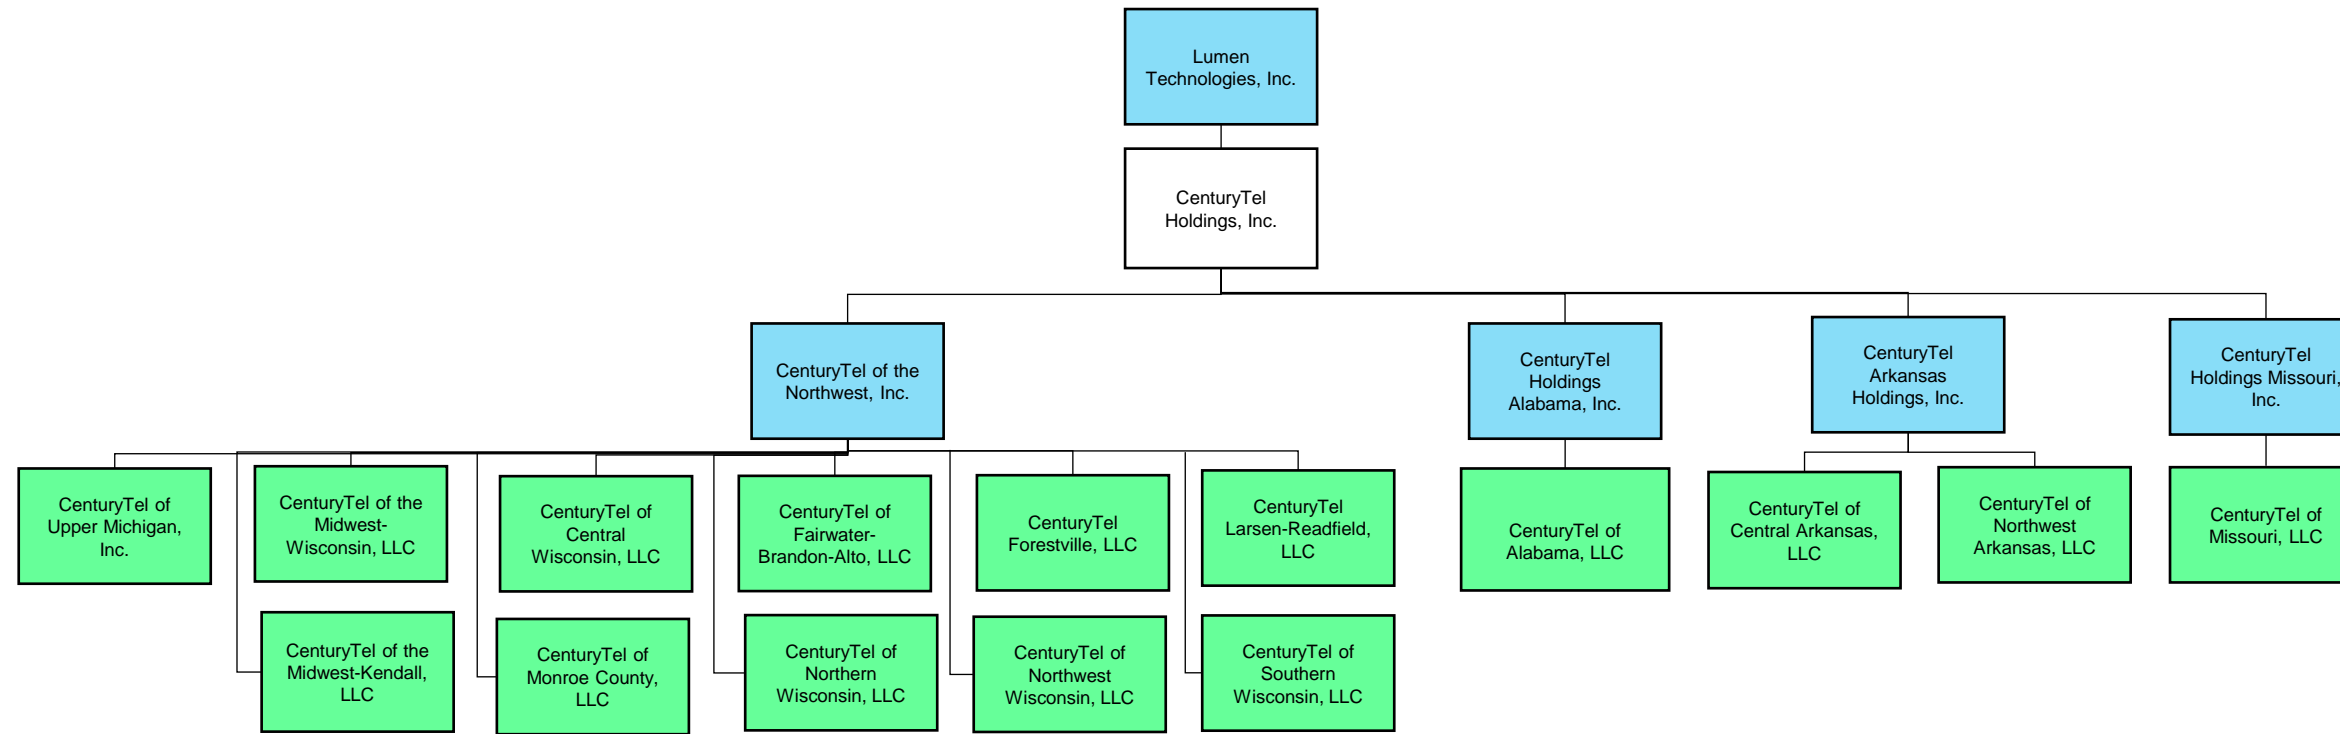 Lumen
Technologies, Inc.
CenturyTel
Holdings, Inc.
CenturyTel of the
Northwest, Inc.
CenturyTel
Holdings
Alabama, Inc.
CenturyTel
Arkansas
Holdings, Inc.
CenturyTel
Holdings Missouri,
Inc.
CenturyTel of
Upper Michigan,
Inc.
CenturyTel of the
Midwest-
Wisconsin, LLC
CenturyTel of
Central
Wisconsin, LLC
CenturyTel of
Fairwater-
Brandon-Alto, LLC
CenturyTel
Forestville, LLC
CenturyTel
Larsen-Readfield,
LLC
CenturyTel of
Alabama, LLC
CenturyTel of
Central Arkansas,
LLC
CenturyTel of
Northwest
Arkansas, LLC
CenturyTel of
Missouri, LLC
CenturyTel of the
Midwest-Kendall,
LLC
CenturyTel of
Monroe County,
LLC
CenturyTel of
Northern
Wisconsin, LLC
CenturyTel of
Northwest
Wisconsin, LLC
CenturyTel of
Southern
Wisconsin, LLC